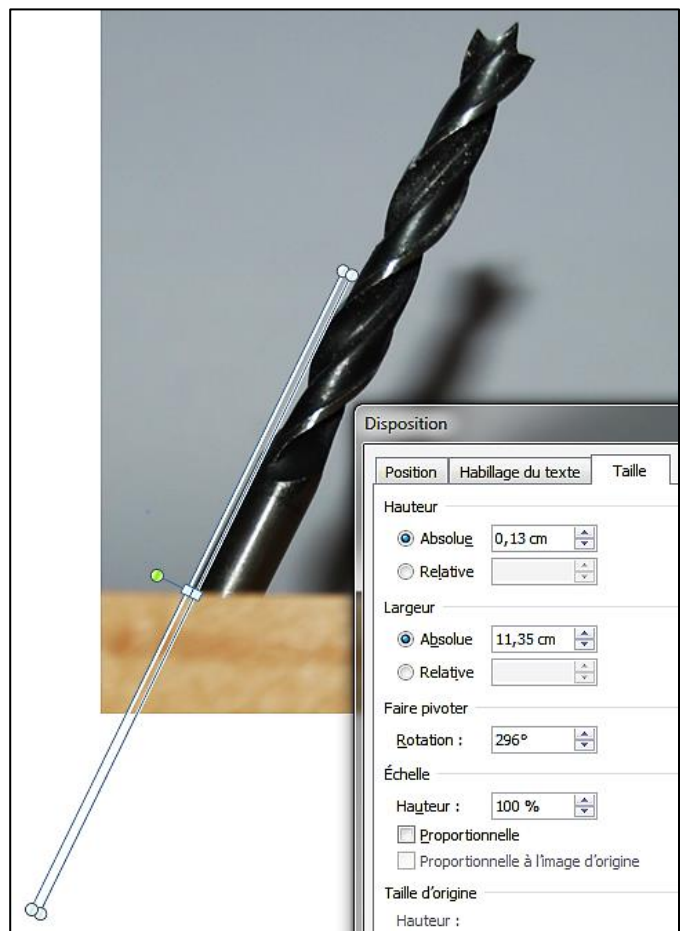 Disposition
Position Habillage du texte Taille
Hauteur
Absolue 0,13 cm
Relative
Largeur
Absolue 11,35 cm
Relative
Faire pivoter
Rotation : 296°
Échelle
Hauteur : 100 %
Proportionnelle
Proportionnelle à l'image d'origine
Taille d'origine
Hauteur :